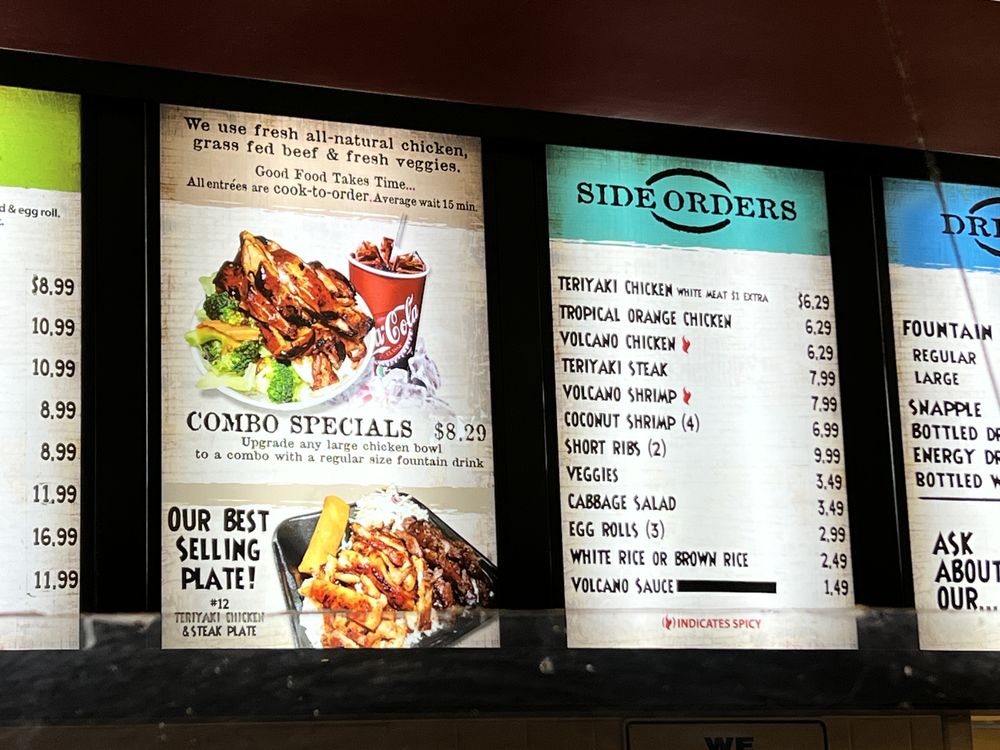 d & egg roll.
$8.99
10.99
10.99
8.99
8.99
11.99
16.99
11.99
We use fresh all-natural chicken,
grass fed beef & fresh veggies.
Good Food Takes Time...
All entrées are cook-to-order. Average wait 15 min.
Coca-Cola
COMBO SPECIALS $8.29
Upgrade any large chicken bowl
to a combo with a regular size fountain drink
OUR BEST
SELLING
PLATE!
#12
TERIYAKI CHICKEN
& STEAK PLATE
SIDE ORDERS
TERIYAKI CHICKEN WHITE MEAT $1 EXTRA $6.29
TROPICAL ORANGE CHICKEN 6.29
VOLCANO CHICKEN 6.29
TERIYAKI STEAK 7.99
VOLCANO SHRIMP 7.99
COCONUT SHRIMP (4) 6.99
SHORT RIBS (2) 9.99
VEGGIES 3.49
CABBAGE SALAD 3.49
EGG ROLLS (3) 2.99
WHITE RICE OR BROWN RICE 2.49
VOLCANO SAUCE 1.49
( ) INDICATES SPICY
DRI
FOUNTAIN
REGULAR
LARGE
SNAPPLE
BOTTLED DR
ENERGY DR
BOTTLED W
ASK
ABOUT
OUR...
WE